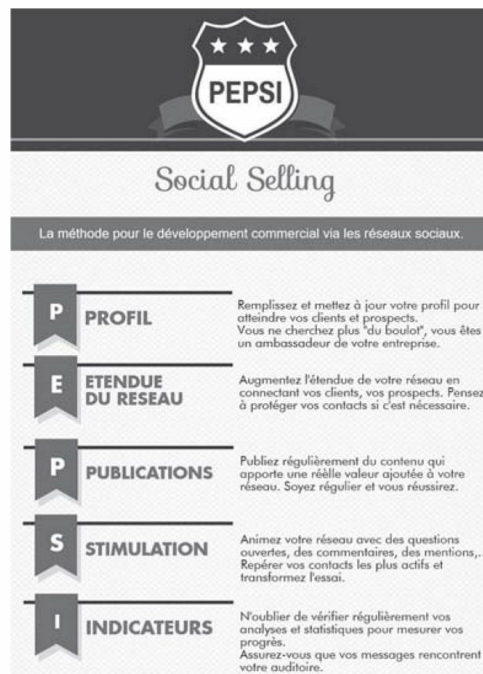 PEPSI
Social Selling
La méthode pour le développement commercial via les réseaux sociaux.
P
PROFIL
Remplissez et mettez à jour votre profil pour
atteindre vos clients et prospects.
Vous ne cherchez plus "du boulot", vous êtes
un ambassadeur de votre entreprise.
E
ETENDUE
DU RESEAU
Augmentez l'étendue de votre réseau en
connectant vos clients, vos prospects. Pensez
à protéger vos contacts si c'est nécessaire.
P
PUBLICATIONS
Publiez régulièrement du contenu qui
apporte une réèlle valeur ajoutée à votre
réseau. Soyez régulier et vous réussirez.
S
STIMULATION
Animez votre réseau avec des questions
ouvertes, des commentaires, des mentions,..
Repérer vos contacts les plus actifs et
transformez l'essai.
I
INDICATEURS
N'oublier de vérifier régulièrement vos
analyses et statistiques pour mesurer vos
progrès.
Assurez-vous que vos messages rencontrent
votre auditoire.